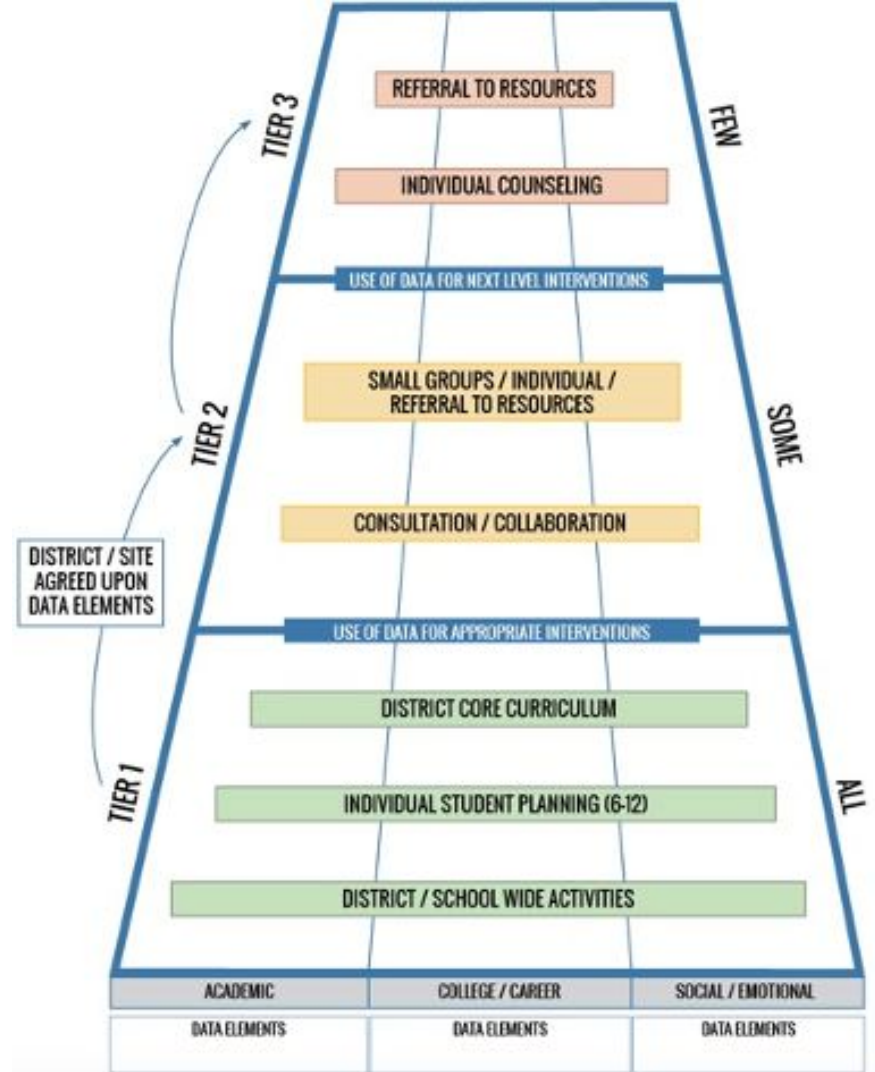 REFERRAL TO RESOURCES
TIER 3
FEW
INDIVIDUAL COUNSELING
USE OF DATA FOR NEXT LEVEL INTERVENTIONS
SMALL GROUPS / INDIVIDUAL /
REFERRAL TO RESOURCES
TIER 2
SOME
CONSULTATION / COLLABORATION
DISTRICT / SITE
AGREED UPON
DATA ELEMENTS
USE OF DATA FOR APPROPRIATE INTERVENTIONS
DISTRICT CORE CURRICULUM
TIER 1
ALL
INDIVIDUAL STUDENT PLANNING (6-12)
DISTRICT / SCHOOL WIDE ACTIVITIES
ACADEMIC
COLLEGE / CAREER
SOCIAL / EMOTIONAL
DATA ELEMENTS
DATA ELEMENTS
DATA ELEMENTS